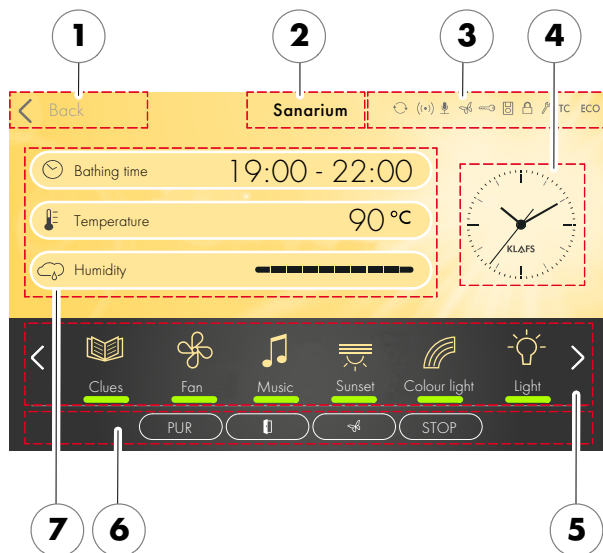 1 2 3 4
Back Sanarium TC ECO
Bathing time 19:00 - 22:00
Temperature 90 °C
Humidity
KLAFS
Clues Fan Music Sunset Colour light Light
PUR STOP
7 6 5